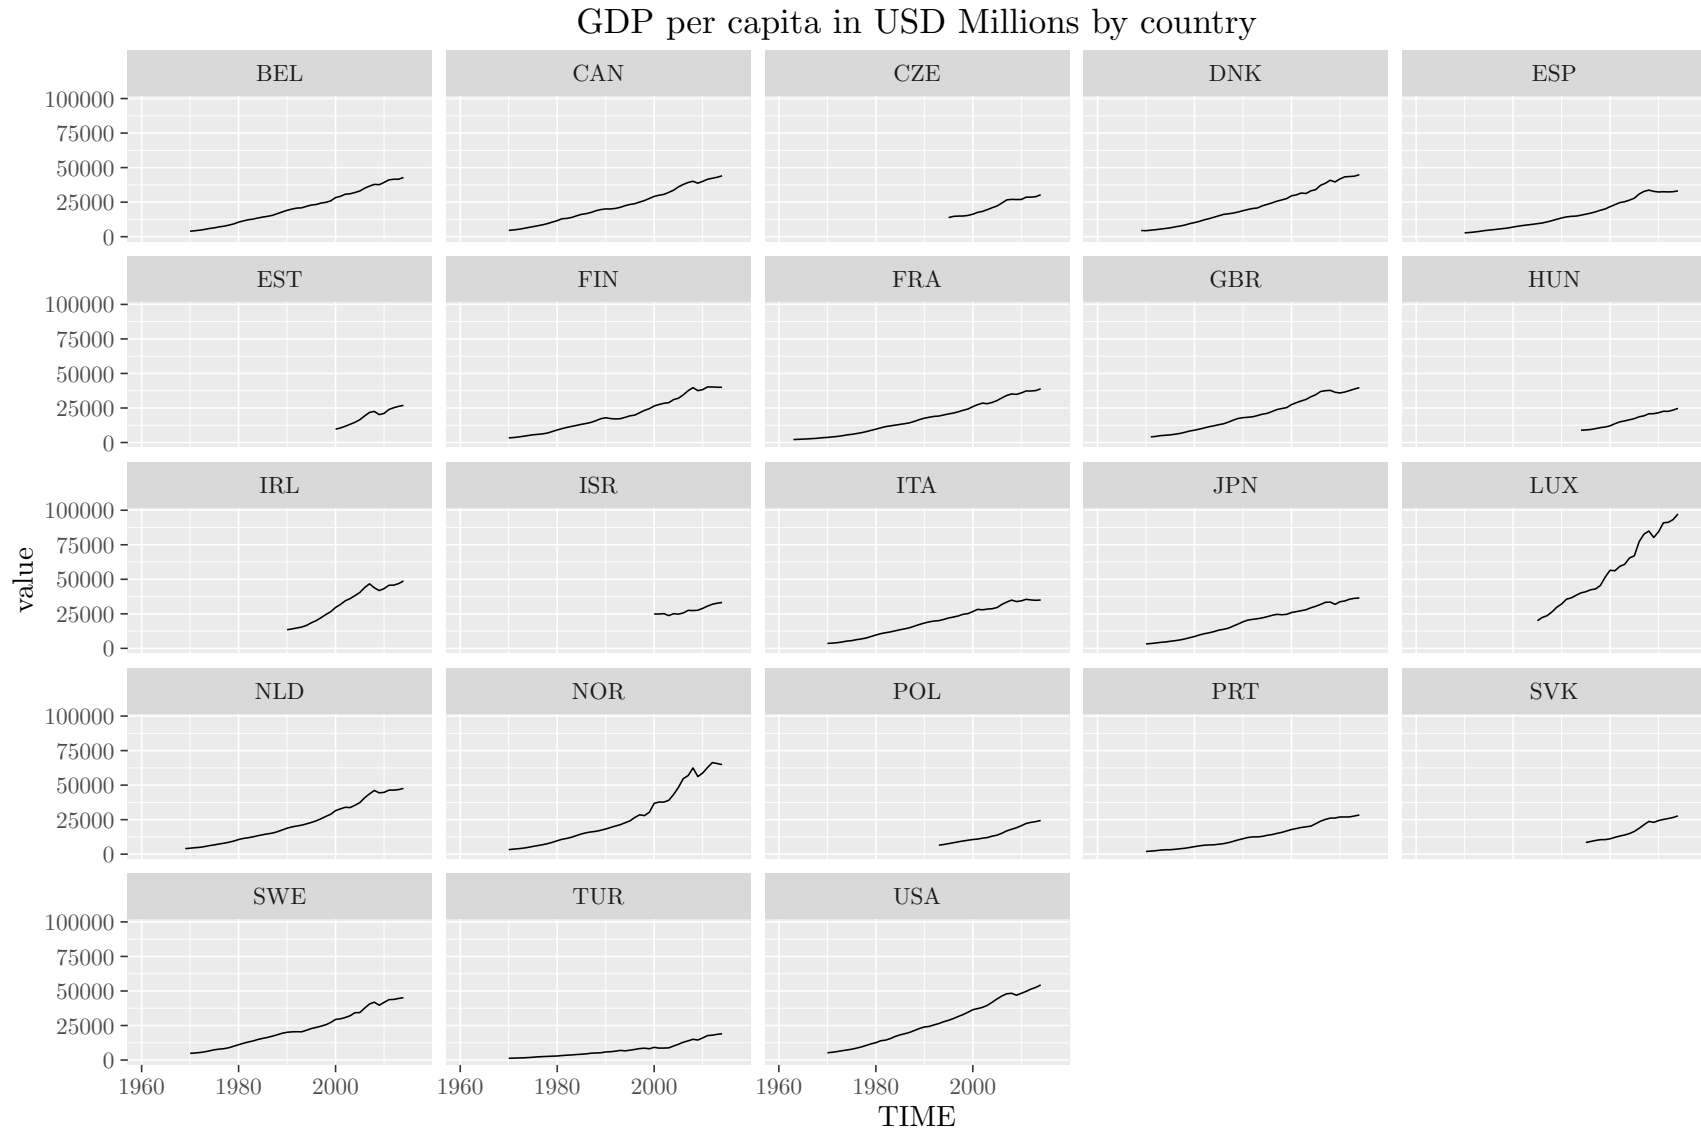 GDP per capita in USD Millions by country
BEL CAN CZE DNK ESP
100000
75000
50000
25000
0
EST FIN FRA GBR HUN
100000
75000
50000
25000
0
IRL ISR ITA JPN LUX
100000
75000
50000
25000
0
value
NLD NOR POL PRT SVK
100000
75000
50000
25000
0
SWE TUR USA
100000
75000
50000
25000
0
1960 1980 2000 1960 1980 2000 1960 1980 2000
TIME